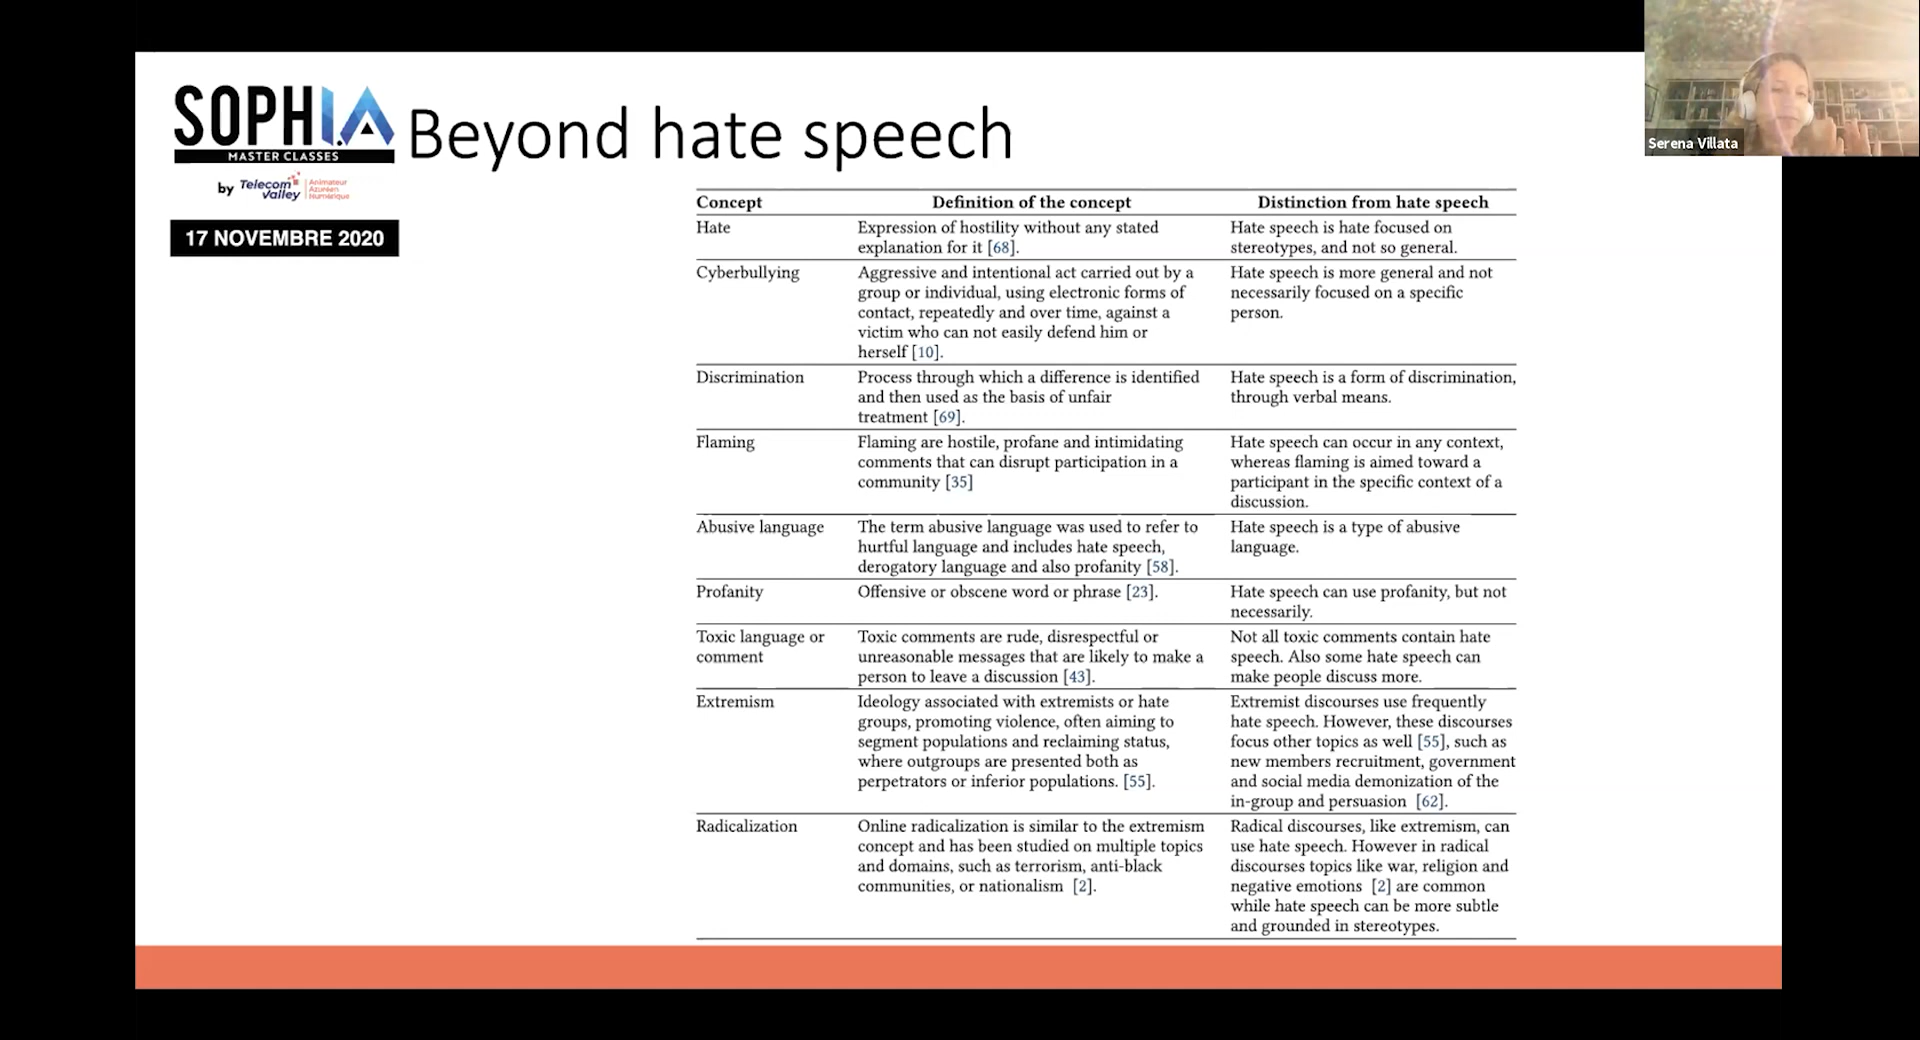 SOPHI.A
MASTER CLASSES
by Telecom Valley
Animateur
Azuréen
Numérique
17 NOVEMBRE 2020
Beyond hate speech
Serena Villata
Concept Definition of the concept Distinction from hate speech
Hate Expression of hostility without any stated Hate speech is hate focused on
explanation for it [68]. stereotypes, and not so general.
Cyberbullying Aggressive and intentional act carried out by a Hate speech is more general and not
group or individual, using electronic forms of necessarily focused on a specific
contact, repeatedly and over time, against a person.
victim who can not easily defend him or
herself [10].
Discrimination Process through which a difference is identified Hate speech is a form of discrimination,
and then used as the basis of unfair through verbal means.
treatment [69].
Flaming Flaming are hostile, profane and intimidating Hate speech can occur in any context,
comments that can disrupt participation in a whereas flaming is aimed toward a
community [35] participant in the specific context of a
discussion.
Abusive language The term abusive language was used to refer to Hate speech is a type of abusive
hurtful language and includes hate speech, language.
derogatory language and also profanity [58].
Profanity Offensive or obscene word or phrase [23]. Hate speech can use profanity, but not
necessarily.
Toxic language or Toxic comments are rude, disrespectful or Not all toxic comments contain hate
comment unreasonable messages that are likely to make a speech. Also some hate speech can
person to leave a discussion [43]. make people discuss more.
Extremism Ideology associated with extremists or hate Extremist discourses use frequently
groups, promoting violence, often aiming to hate speech. However, these discourses
segment populations and reclaiming status, focus other topics as well [55], such as
where outgroups are presented both as new members recruitment, government
perpetrators or inferior populations. [55]. and social media demonization of the
in-group and persuasion [62].
Radicalization Online radicalization is similar to the extremism Radical discourses, like extremism, can
concept and has been studied on multiple topics use hate speech. However in radical
and domains, such as terrorism, anti-black discourses topics like war, religion and
communities, or nationalism [2]. negative emotions [2] are common
while hate speech can be more subtle
and grounded in stereotypes.